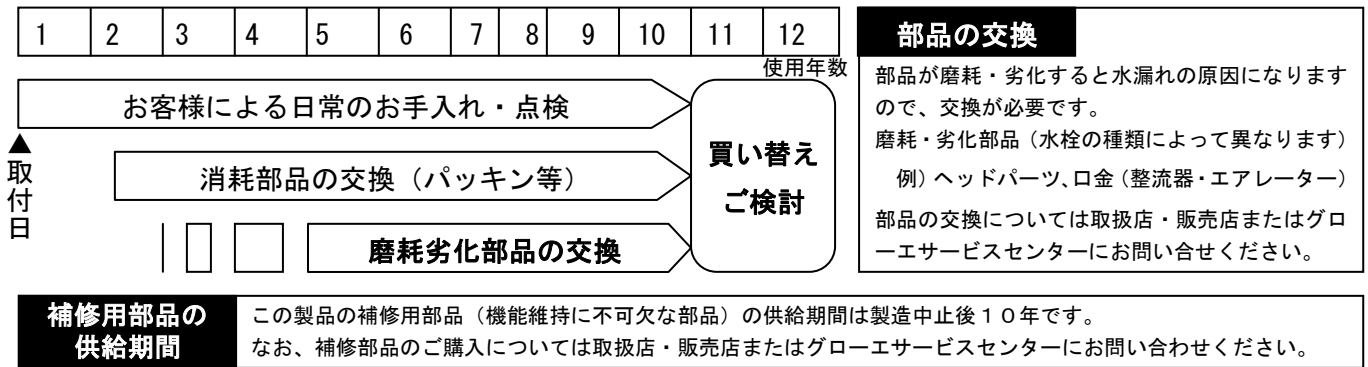 1 2 3 4 5 6 7 8 9 10 11 12
使用年数
お客様による日常のお手入れ・点検
▲取付日
消耗部品の交換（パッキン等）
磨耗劣化部品の交換
買い替え
ご検討
部品の交換
部品が磨耗・劣化すると水漏れの原因になります
ので、交換が必要です。
磨耗・劣化部品（水栓の種類によって異なります）
例）ヘッドパーツ、口金（整流器・エアレーター）
部品の交換については取扱店・販売店またはグロ
ーエサービスセンターにお問い合せください。
補修用部品の
供給期間
この製品の補修用部品（機能維持に不可欠な部品）の供給期間は製造中止後１０年です。
なお、補修部品のご購入については取扱店・販売店またはグローエサービスセンターにお問い合わせください。